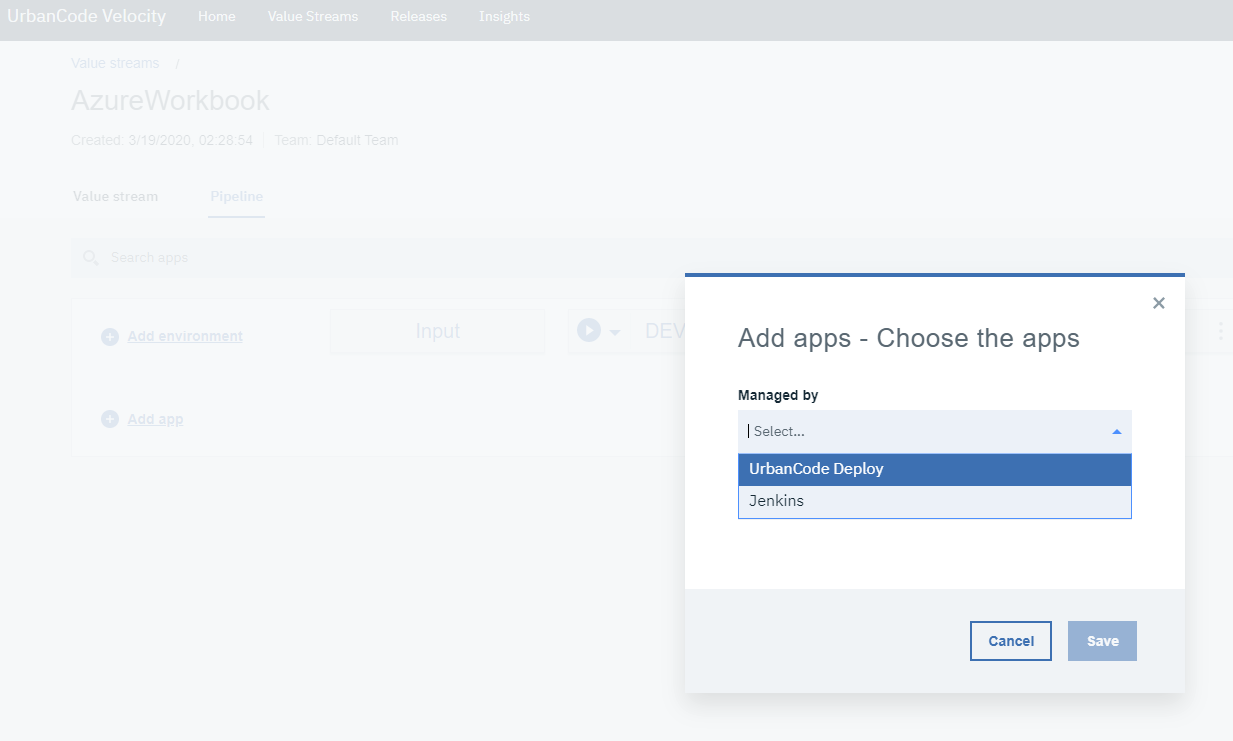 UrbanCode Velocity Home Value Streams Releases Insights
Value streams /
AzureWorkbook
Created: 3/19/2020, 02:28:54 Team: Default Team
Value stream Pipeline
Search apps
Add environment Input DEV
Add app
Add apps - Choose the apps
Managed by
Select...
UrbanCode Deploy
Jenkins
Cancel Save